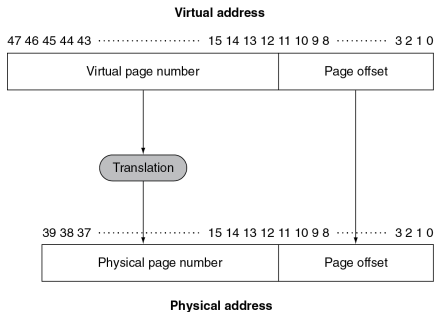 Virtual address
47 46 45 44 43 ······················ 15 14 13 12 11 10 9 8 ··········· 3 2 1 0
Virtual page number Page offset
Translation
39 38 37 ······················ 15 14 13 12 11 10 9 8 ··········· 3 2 1 0
Physical page number Page offset
Physical address